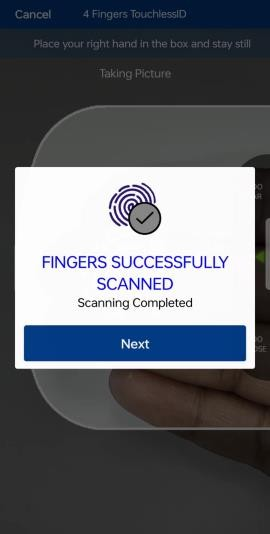 Cancel 4 Fingers TouchlessID
Place your right hand in the box and stay still
Taking Picture
FINGERS SUCCESSFULLY
SCANNED
Scanning Completed
Next